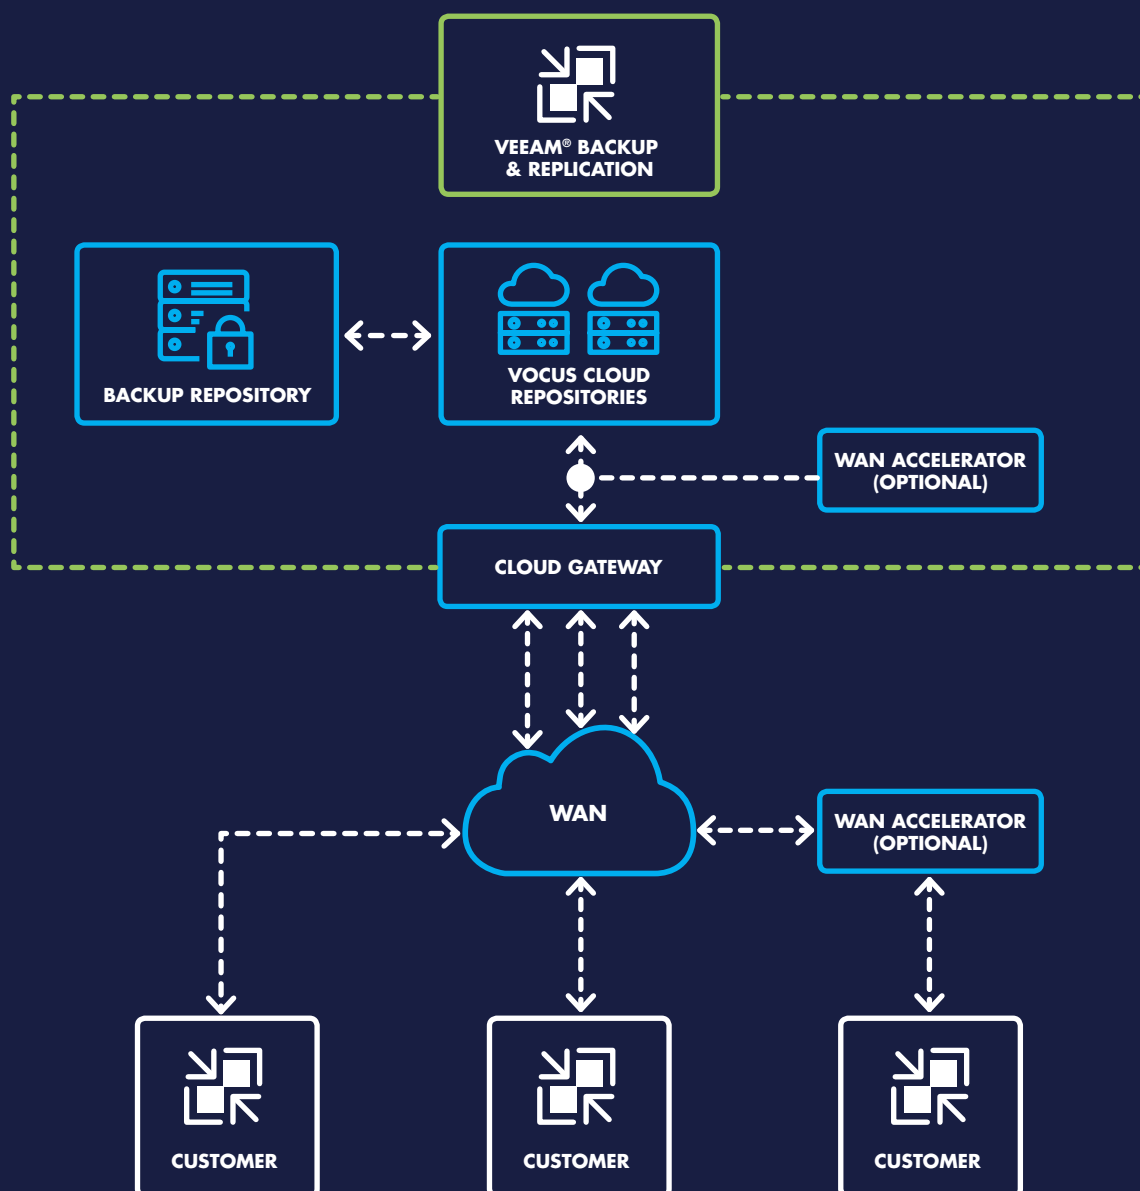 VEEAM® BACKUP
& REPLICATION
BACKUP REPOSITORY
VOCUS CLOUD
REPOSITORIES
WAN ACCELERATOR
(OPTIONAL)
CLOUD GATEWAY
WAN
WAN ACCELERATOR
(OPTIONAL)
CUSTOMER
CUSTOMER
CUSTOMER